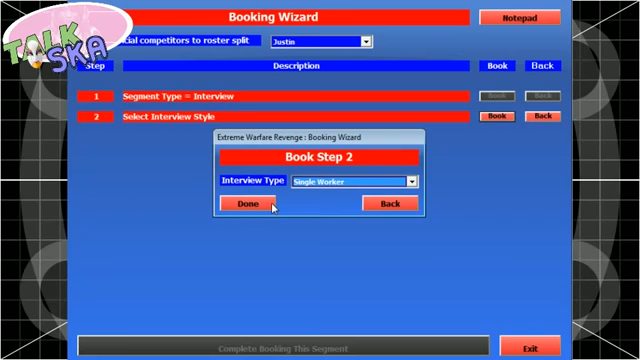 Booking Wizard
Notepad
TALK
SKA
cial competitors to roster split
Justin
Step
Description
Book
Back
1
Segment Type = Interview
Book
Back
2
Select Interview Style
Book
Back
Extreme Warfare Revenge : Booking Wizard
Book Step 2
Interview Type
Single Worker
Done
Back
Complete Booking This Segment
Exit